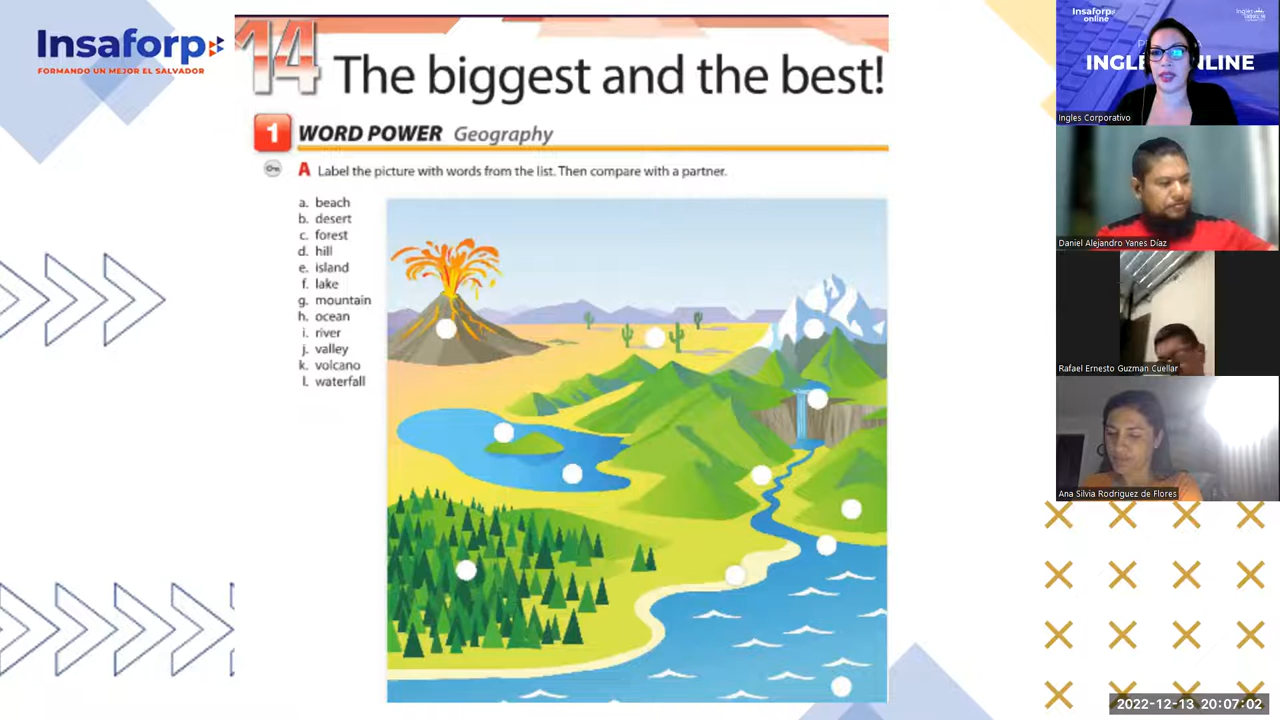 Insaforp
FORMANDO UN MEJOR EL SALVADOR
14 The biggest and the best!
1 WORD POWER Geography
A Label the picture with words from the list. Then compare with a partner.
a. beach
b. desert
c. forest
d. hill
e. island
f. lake
g. mountain
h. ocean
i. river
j. valley
k. volcano
l. waterfall
Insaforp
online
INGL NLINE
Ingles Corporativo
Daniel Alejandro Yanes Díaz
Rafael Ernesto Guzman Cuellar
Ana Silvia Rodriguez de Flores
2022-12-13 20:07:02